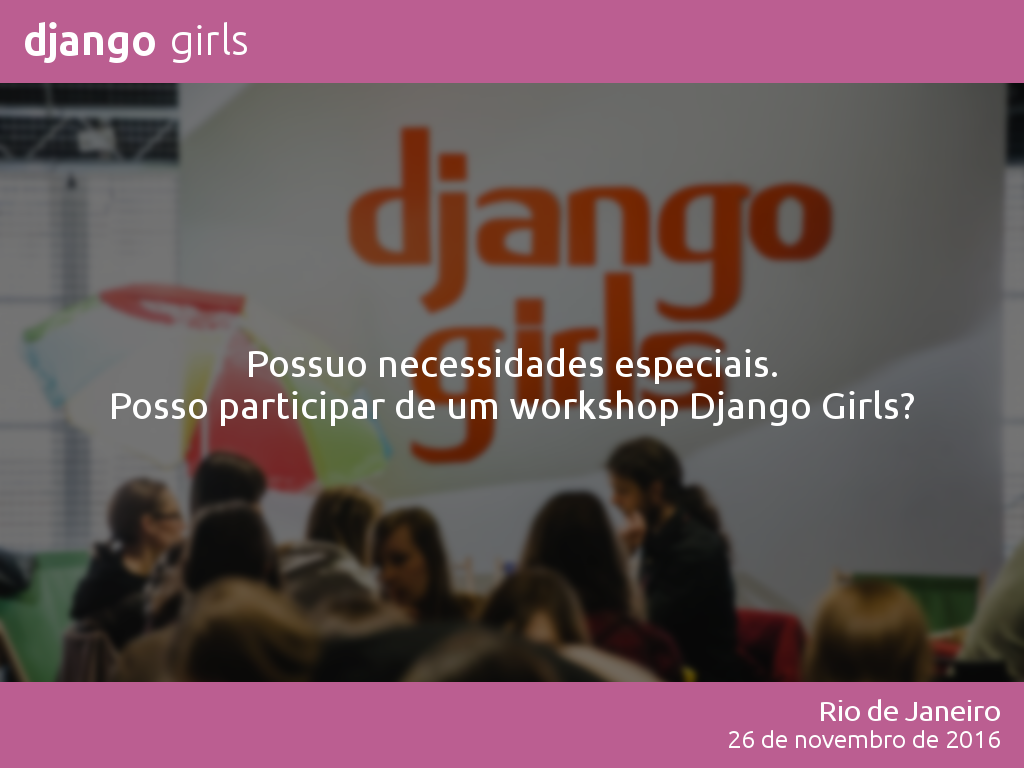 django girls
django
girls
Possuo necessidades especiais.
Posso participar de um workshop Django Girls?
Rio de Janeiro
26 de novembro de 2016